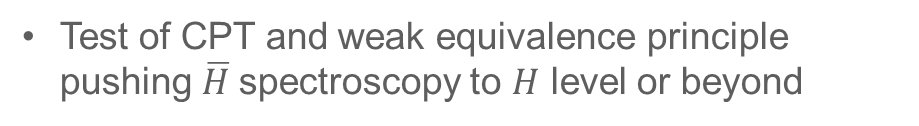 • Test of CPT and weak equivalence principle
pushing H̅ spectroscopy to H level or beyond